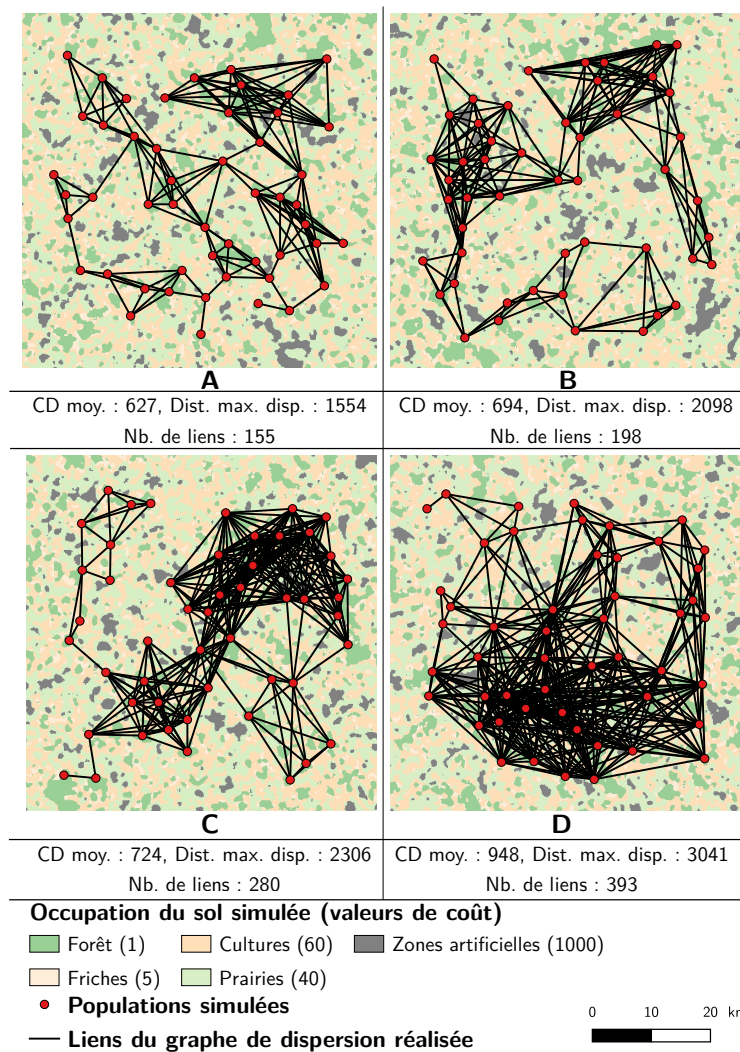 A
B
CD moy. : 627, Dist. max. disp. : 1554
Nb. de liens : 155
CD moy. : 694, Dist. max. disp. : 2098
Nb. de liens : 198
C
D
CD moy. : 724, Dist. max. disp. : 2306
Nb. de liens : 280
CD moy. : 948, Dist. max. disp. : 3041
Nb. de liens : 393
Occupation du sol simulée (valeurs de coût)
Forêt (1)
Cultures (60)
Zones artificielles (1000)
Friches (5)
Prairies (40)
Populations simulées
Liens du graphe de dispersion réalisée
0 10 20 km